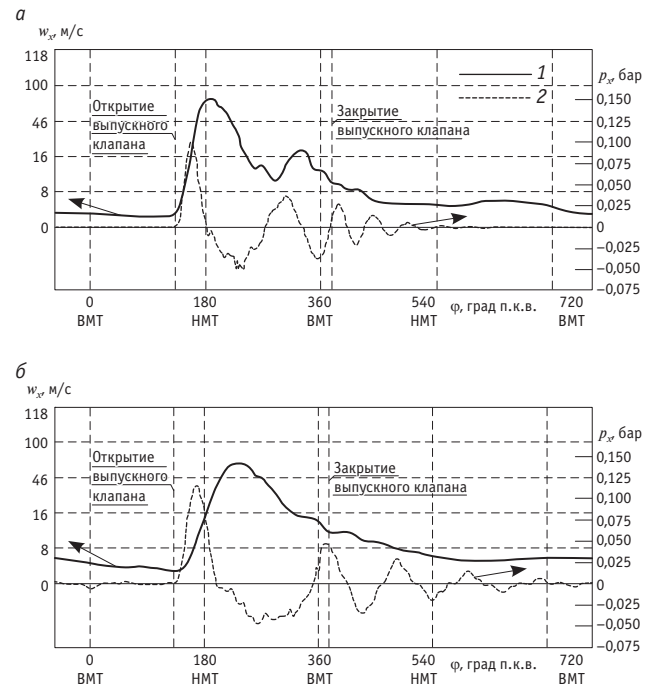 а
wₓ, м/с
118
100
46
16
8
0
Открытие
выпускного
клапана
Закрытие
выпускного клапана
1
2
pₓ, бар
0,150
0,125
0,100
0,075
0,050
0,025
0
–0,025
–0,050
–0,075
0 180 360 540 φ, град п.к.в. 720
ВМТ НМТ ВМТ НМТ ВМТ
б
wₓ, м/с
118
100
46
16
8
0
Открытие
выпускного
клапана
Закрытие
выпускного клапана
pₓ, бар
0,150
0,125
0,100
0,075
0,050
0,025
0
–0,025
–0,050
–0,075
0 180 360 540 φ, град п.к.в. 720
ВМТ НМТ ВМТ НМТ ВМТ